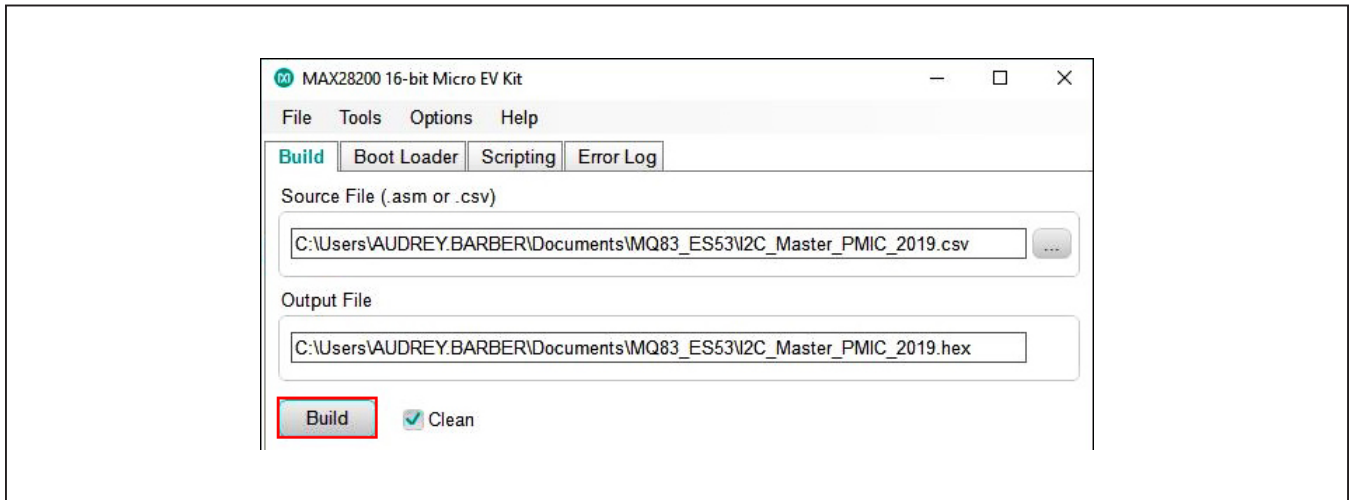 MAX28200 16-bit Micro EV Kit
File Tools Options Help
Build Boot Loader Scripting Error Log
Source File (.asm or .csv)
C:\Users\AUDREY.BARBER\Documents\MQ83_ES53\I2C_Master_PMIC_2019.csv ...
Output File
C:\Users\AUDREY.BARBER\Documents\MQ83_ES53\I2C_Master_PMIC_2019.hex
Build Clean